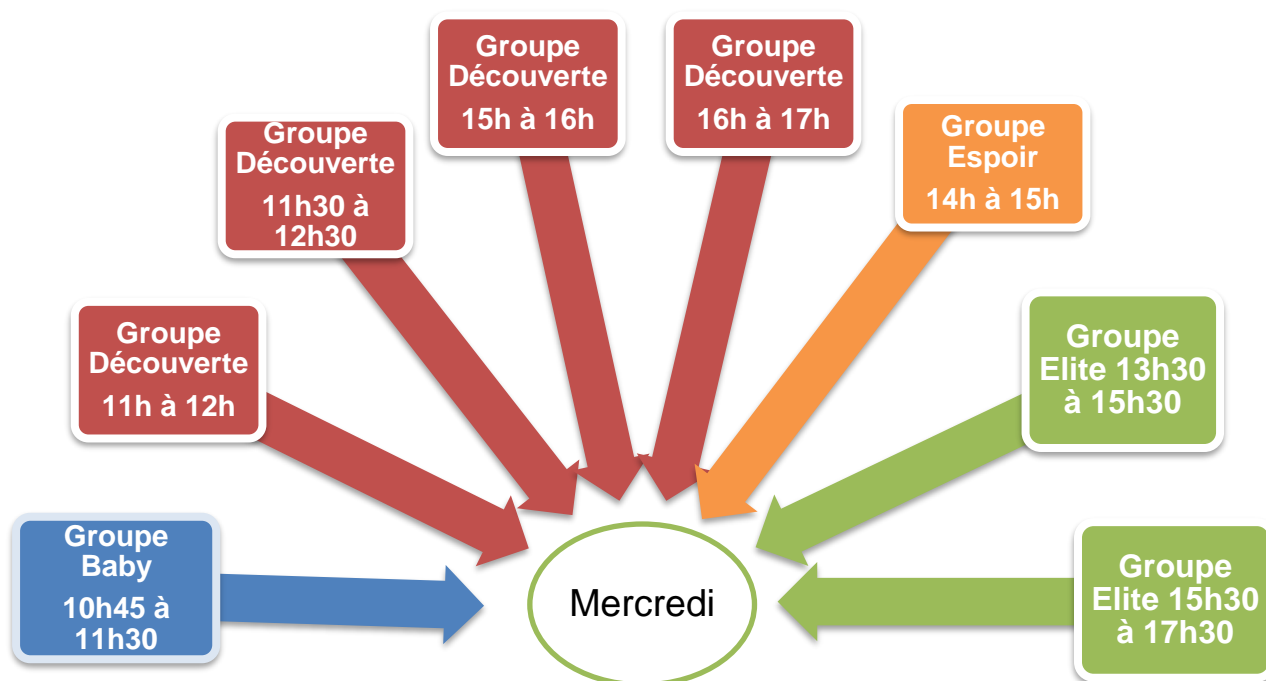 Groupe
Baby
10h45 à
11h30
Groupe
Découverte
11h à 12h
Groupe
Découverte
11h30 à
12h30
Groupe
Découverte
15h à 16h
Groupe
Découverte
16h à 17h
Groupe
Espoir
14h à 15h
Groupe
Elite 13h30
à 15h30
Groupe
Elite 15h30
à 17h30
Mercredi